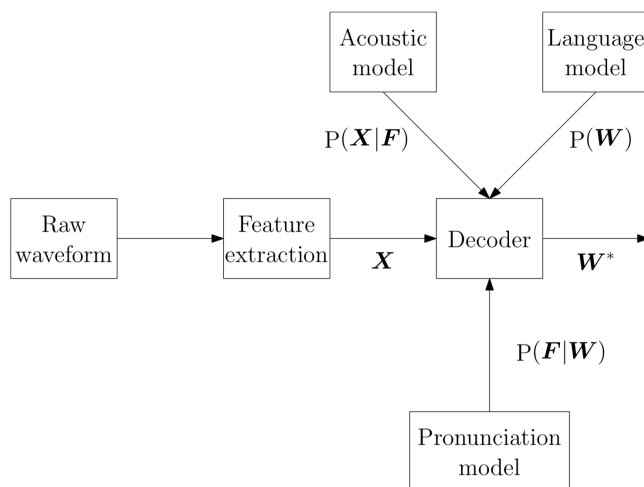 Acoustic
model
Language
model
P(X|F)
P(W)
Raw
waveform
Feature
extraction
Decoder
X
W*
P(F|W)
Pronunciation
model